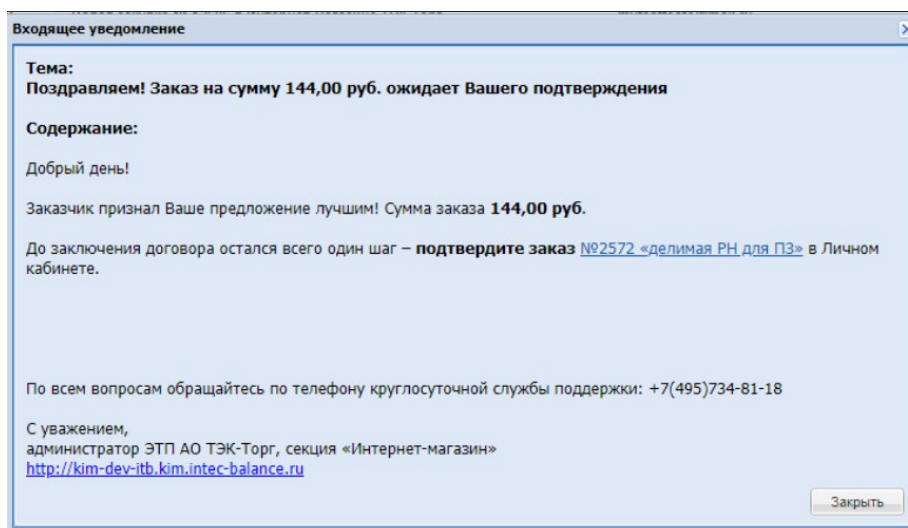 Входящее уведомление
Тема:
Поздравляем! Заказ на сумму 144,00 руб. ожидает Вашего подтверждения
Содержание:
Добрый день!
Заказчик признал Ваше предложение лучшим! Сумма заказа 144,00 руб.
До заключения договора остался всего один шаг – подтвердите заказ №2572 «делимая РН для ПЗ» в Личном
кабинете.
По всем вопросам обращайтесь по телефону круглосуточной службы поддержки: +7(495)734-81-18
С уважением,
администратор ЭТП АО ТЭК-Торг, секция «Интернет-магазин»
http://kim-dev-itb.kim.intec-balance.ru
Закрыть